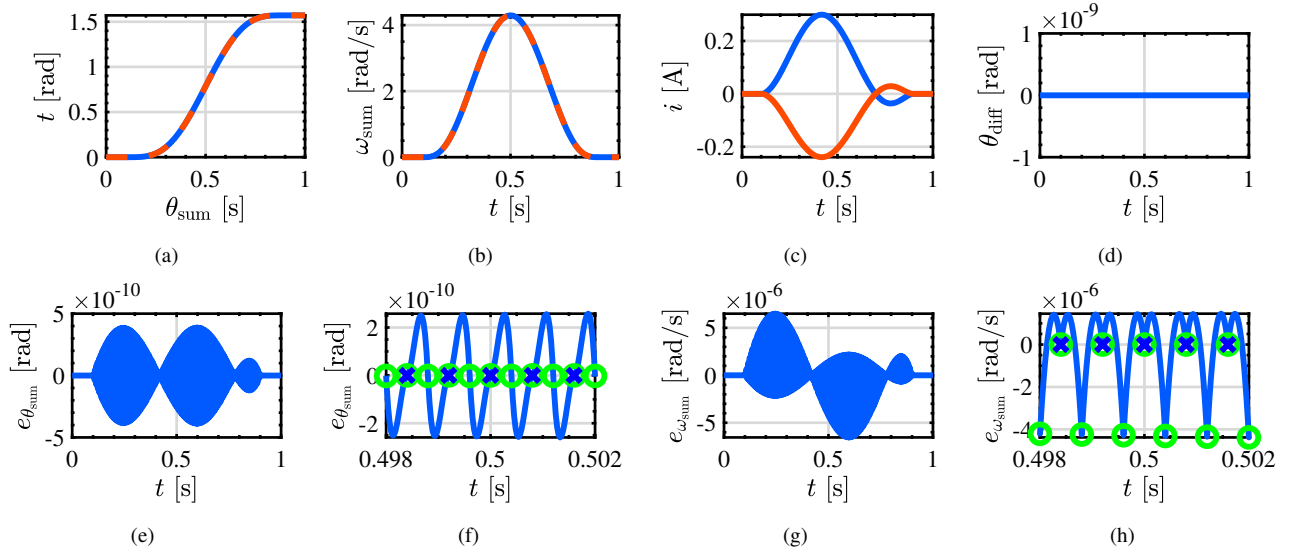 1.5
1
0.5
0
t [rad]
0
0.5
1
θsum [s]
(a)
4
2
0
ωsum [rad/s]
0
0.5
1
t [s]
(b)
0.2
0
-0.2
i [A]
0
0.5
1
t [s]
(c)
×10-9
1
0
-1
θdiff [rad]
0
0.5
1
t [s]
(d)
×10-10
5
0
-5
eθsum [rad]
0
0.5
1
t [s]
(e)
×10-10
2
0
-2
eθsum [rad]
0.498
0.5
0.502
t [s]
(f)
×10-6
5
0
-5
eωsum [rad/s]
0
0.5
1
t [s]
(g)
×10-6
0
-2
-4
eωsum [rad/s]
0.498
0.5
0.502
t [s]
(h)